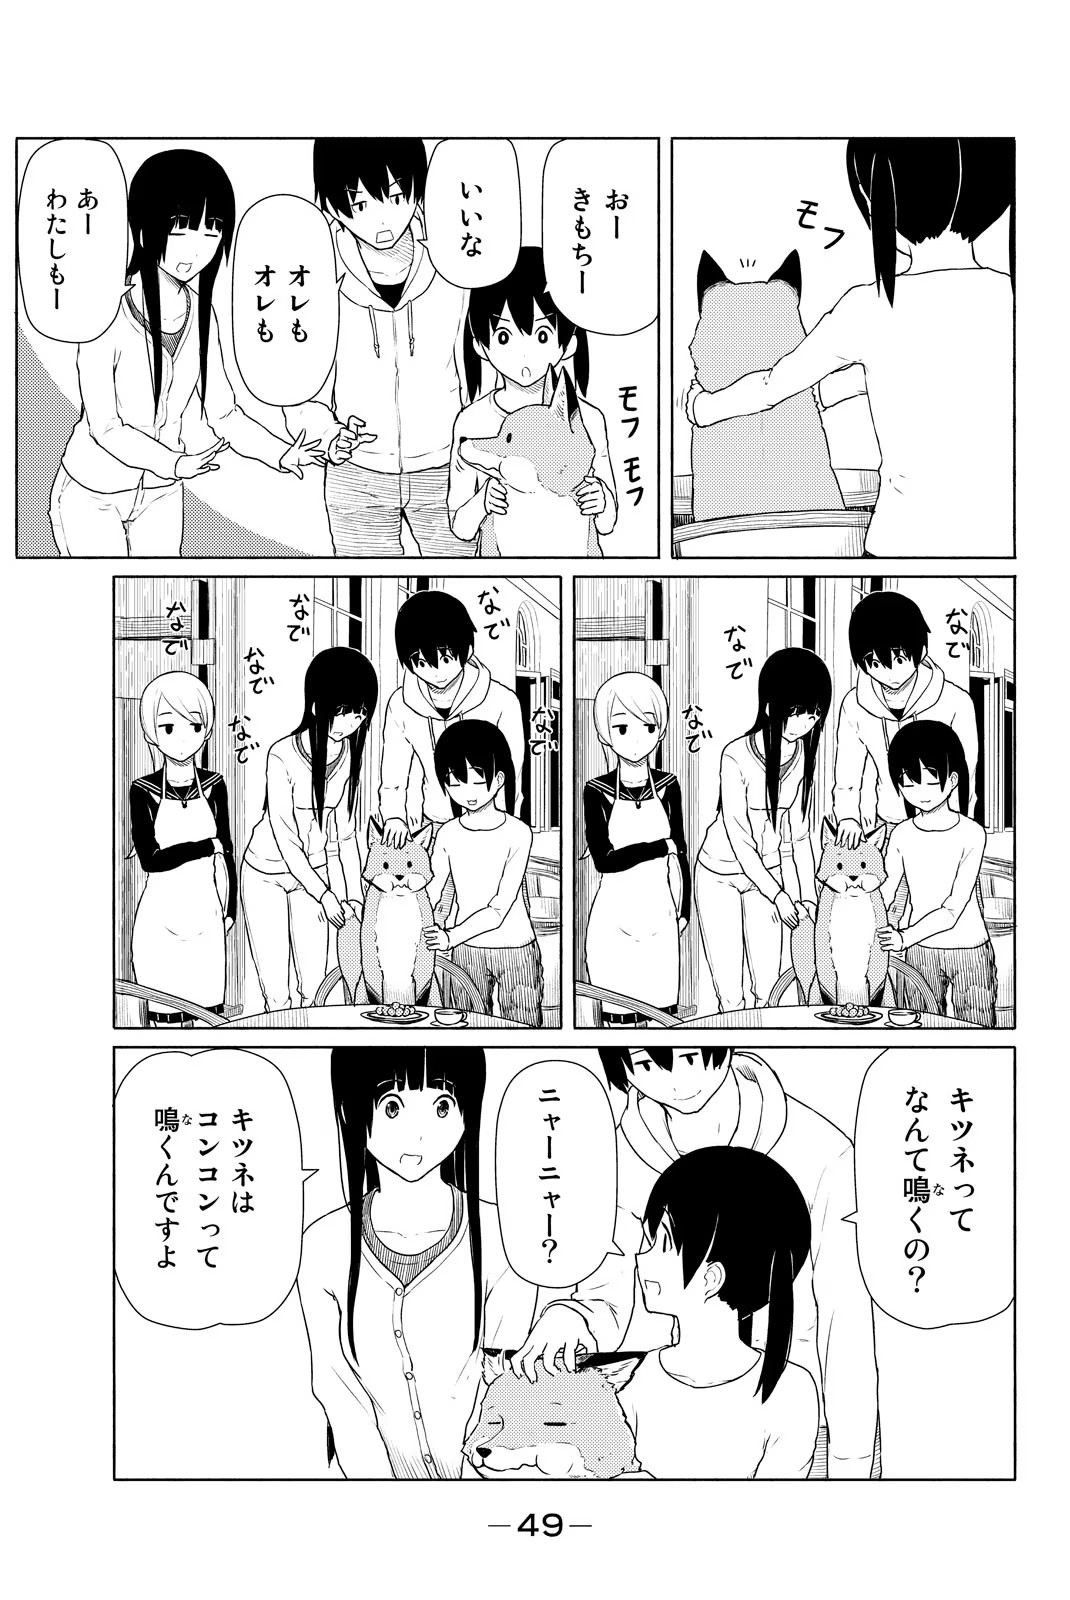 モフ
おー
きもちー
モフ
モフ
いいな
オレも
オレも
あー
わたしもー
なで
なで
なで
なで
なで
なで
なで
なで
なで
キツネって
なんて鳴くの？
な
ニャーニャー？
キツネは
コンコンって
鳴くんですよ
な
—49—